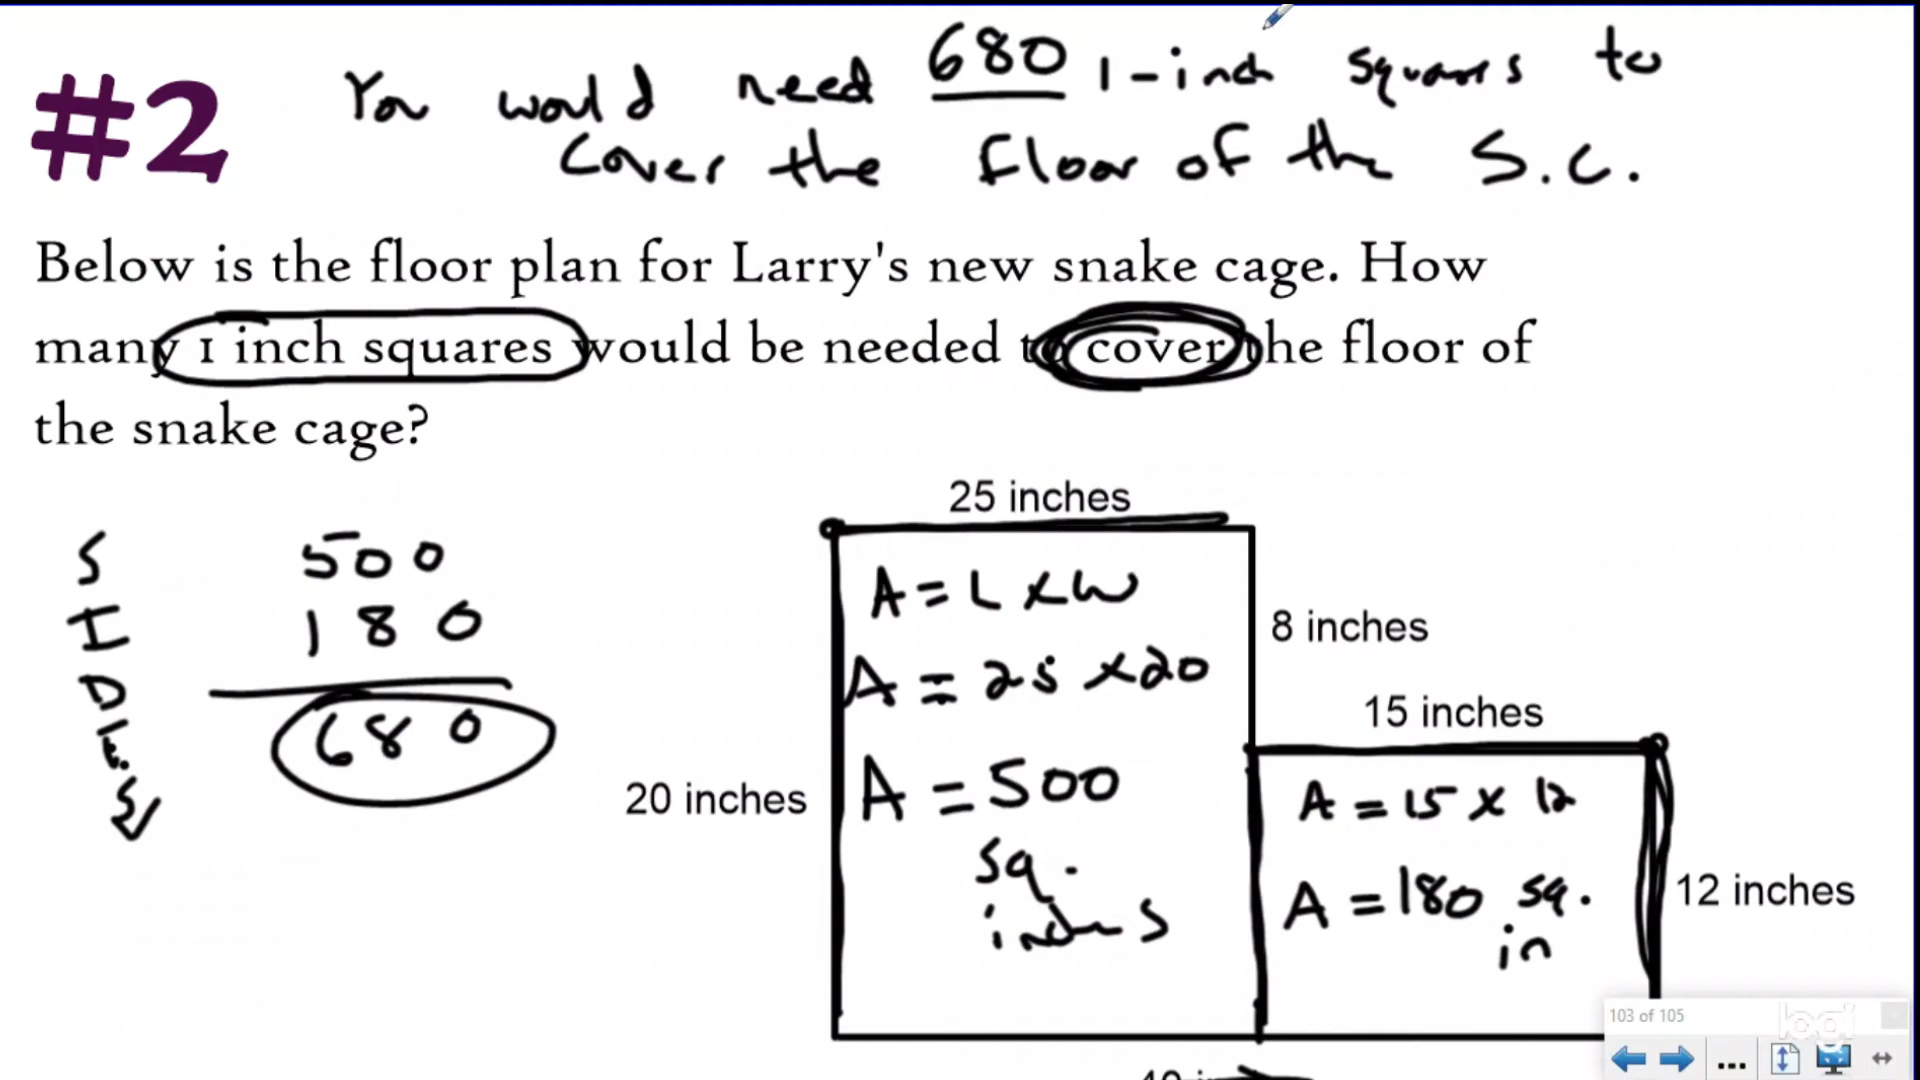 #2
You would need 680 1-inch squares to
cover the floor of the S.C.
Below is the floor plan for Larry's new snake cage. How
many 1 inch squares would be needed to cover the floor of
the snake cage?
S
I
D
E.
S
500
180
680
25 inches
A = L x W
A = 25 x 20
A = 500
sq.
inches
20 inches
8 inches
15 inches
A = 15 x 12
A = 180 sq.
in
12 inches
103 of 105
logi
...